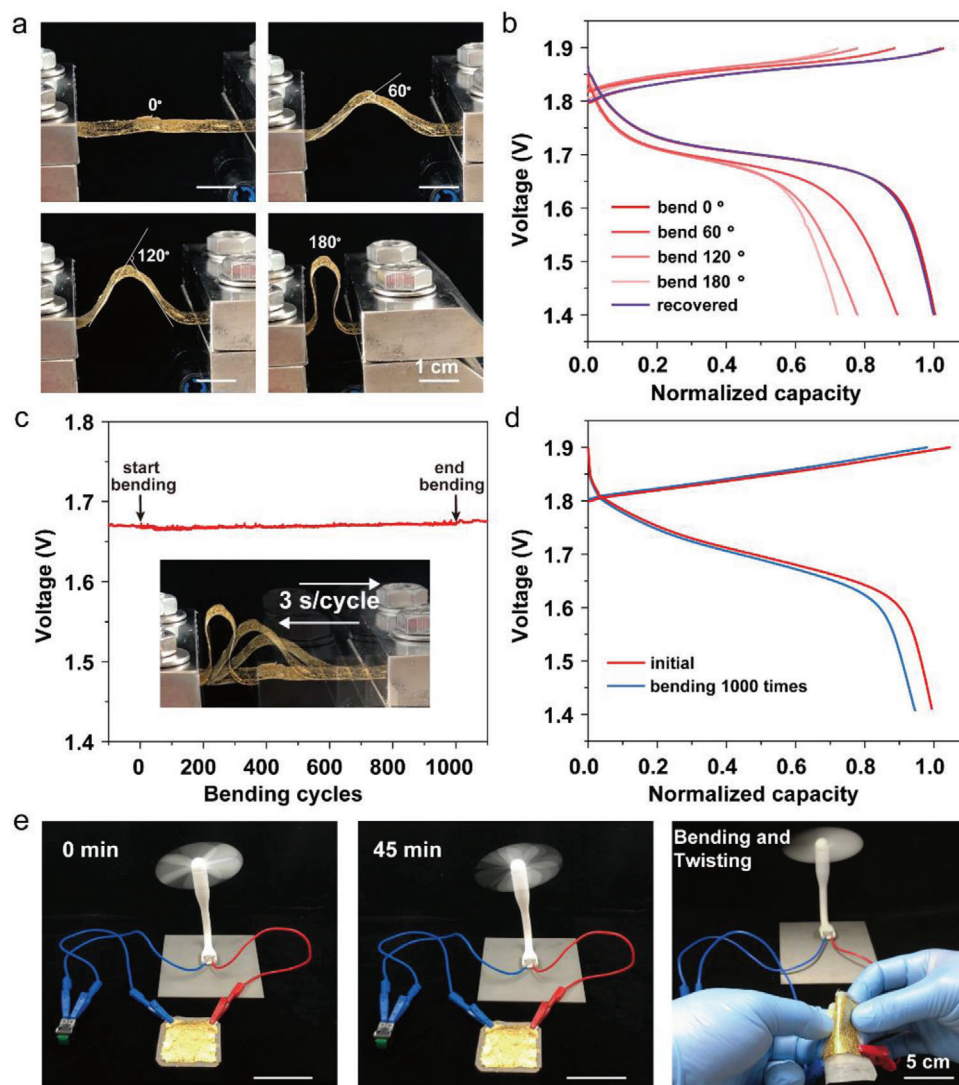 a
0°
60°
120°
180°
1 cm
b
Voltage (V)
1.9
1.8
1.7
1.6
1.5
1.4
bend 0 °
bend 60 °
bend 120 °
bend 180 °
recovered
0.0 0.2 0.4 0.6 0.8 1.0
Normalized capacity
c
Voltage (V)
1.8
1.7
1.6
1.5
1.4
start
bending
end
bending
3 s/cycle
0 200 400 600 800 1000
Bending cycles
d
Voltage (V)
1.9
1.8
1.7
1.6
1.5
1.4
initial
bending 1000 times
0.0 0.2 0.4 0.6 0.8 1.0
Normalized capacity
e
0 min
45 min
Bending and
Twisting
5 cm